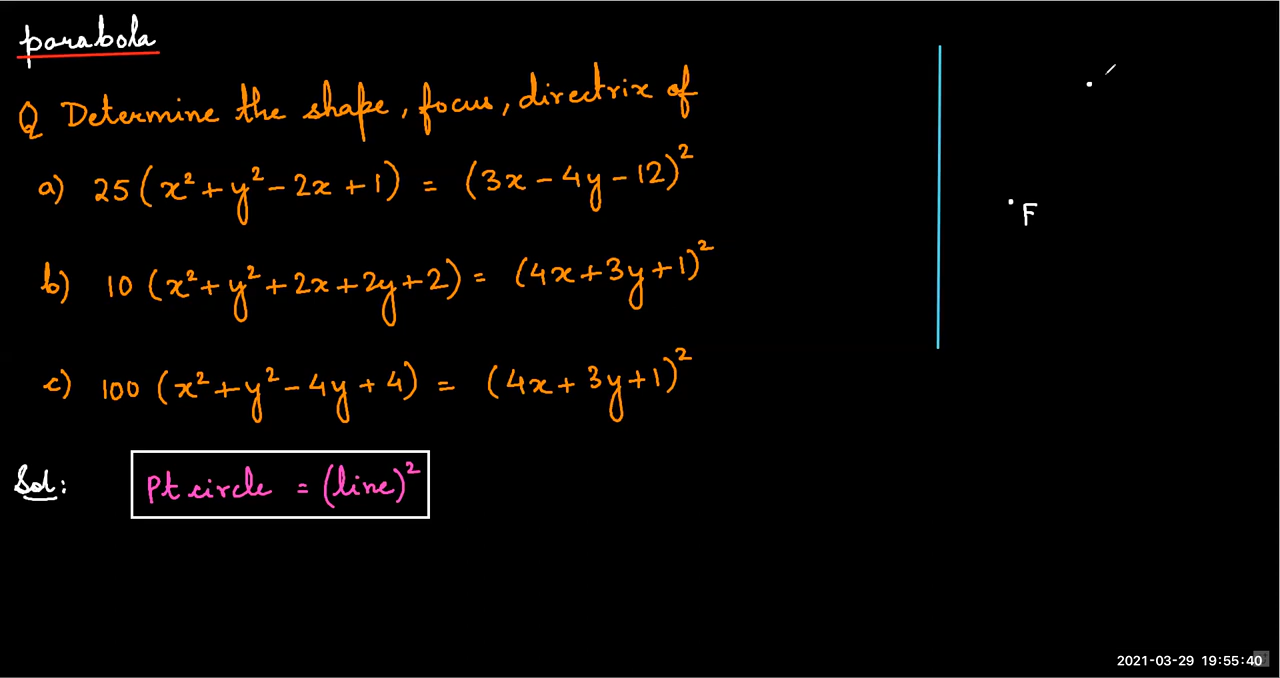 parabola
Q Determine the shape, focus, directrix of
a) 25 (x² + y² - 2x + 1) = (3x - 4y - 12)²
F
b) 10 (x² + y² + 2x + 2y + 2) = (4x + 3y + 1)²
c) 100 (x² + y² - 4y + 4) = (4x + 3y + 1)²
Sol: Pt circle = (line)²
2021-03-29 19:55:40